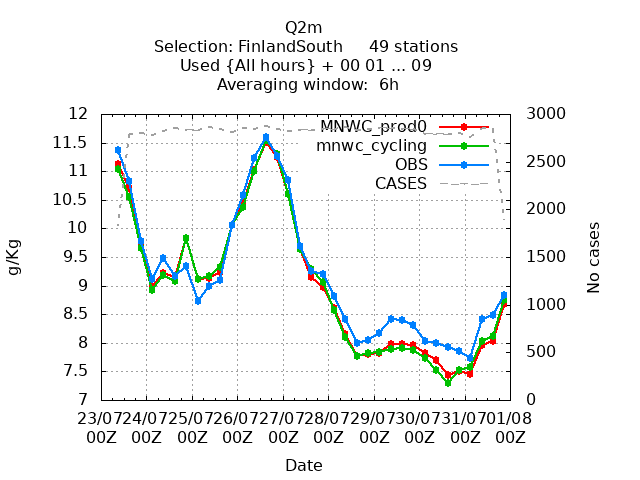 Q2m
Selection: FinlandSouth     49 stations
Used {All hours} + 00 01 ... 09
Averaging window:  6h
MNWC_prod0
mnwc_cycling
OBS
CASES
12
11.5
11
10.5
10
9.5
9
8.5
8
7.5
7
g/Kg
3000
2500
2000
1500
1000
500
0
No cases
23/07 24/07 25/07 26/07 27/07 28/07 29/07 30/07 31/07 01/08
00Z 00Z 00Z 00Z 00Z 00Z 00Z 00Z 00Z 00Z
Date